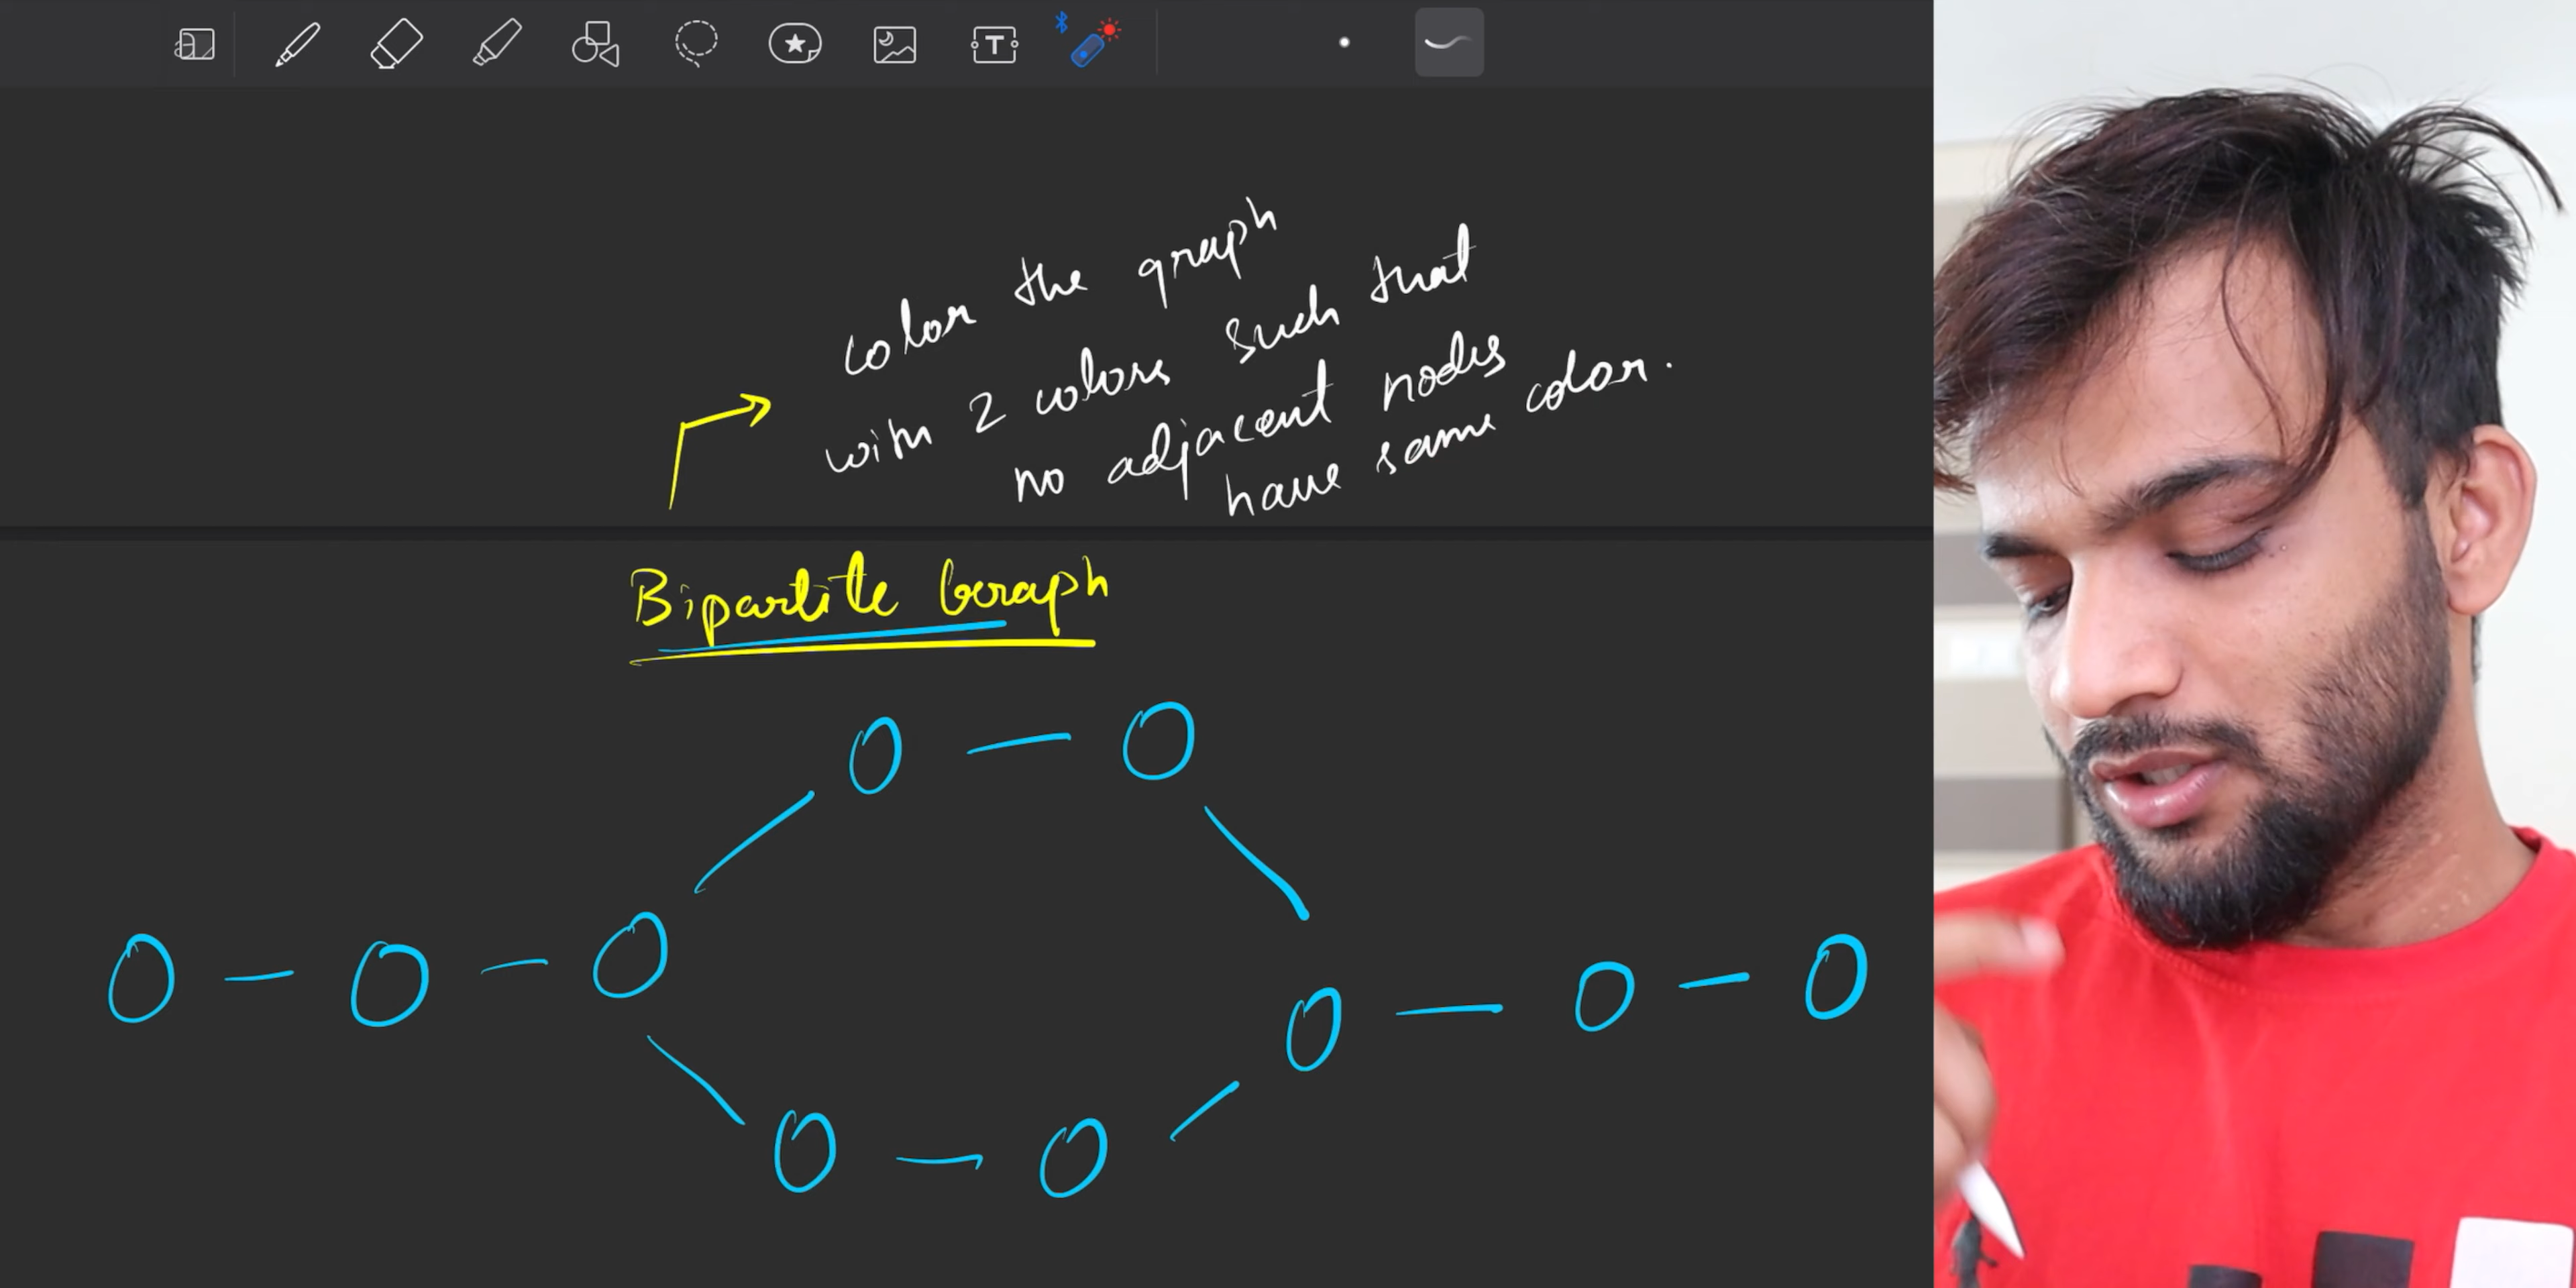 color the graph
with 2 colors such that
no adjacent nodes
have same color.
Bipartite Graph